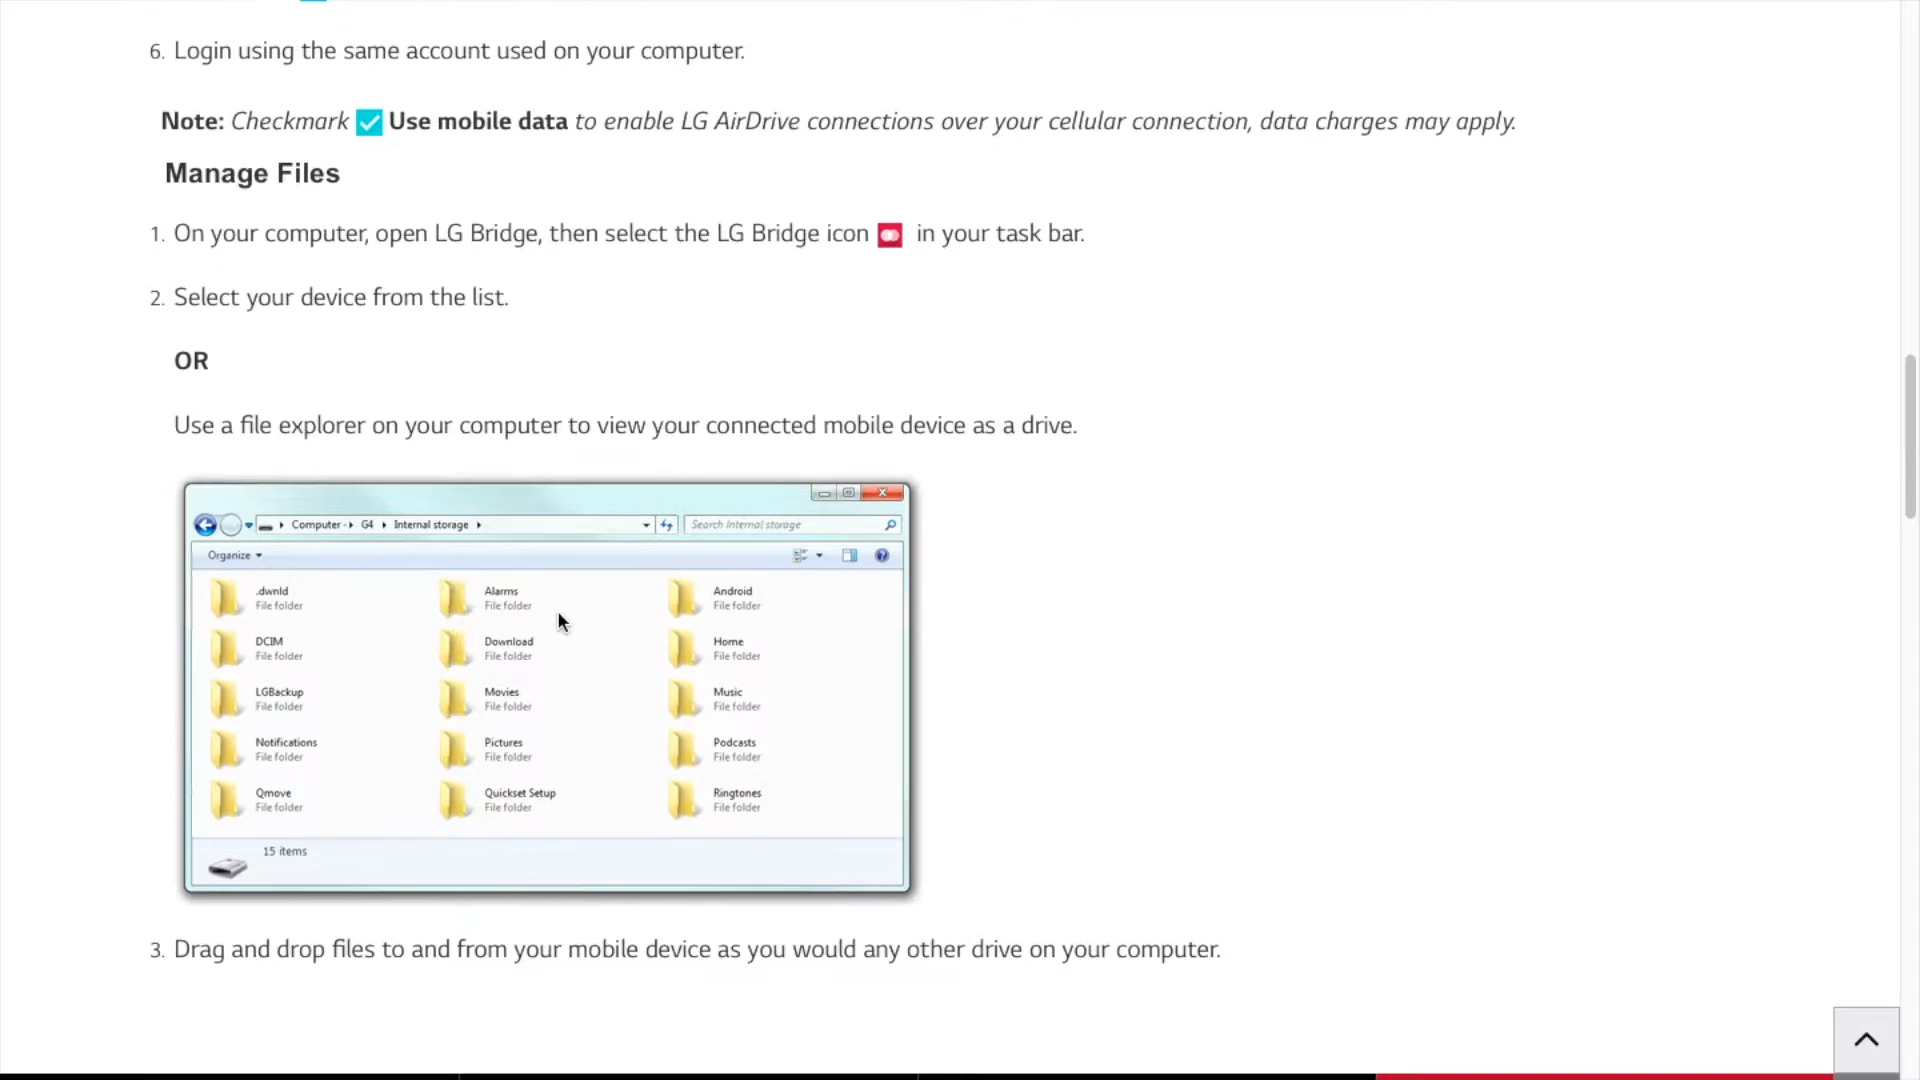 6. Login using the same account used on your computer.
Note: Checkmark Use mobile data to enable LG AirDrive connections over your cellular connection, data charges may apply.
Manage Files
1. On your computer, open LG Bridge, then select the LG Bridge icon in your task bar.
2. Select your device from the list.
OR
Use a file explorer on your computer to view your connected mobile device as a drive.
Computer G4 Internal storage Search Internal storage
Organize
.dwnld Alarms Android
File folder File folder File folder
DCIM Download Home
File folder File folder File folder
LGBackup Movies Music
File folder File folder File folder
Notifications Pictures Podcasts
File folder File folder File folder
Qmove Quickset Setup Ringtones
File folder File folder File folder
15 items
3. Drag and drop files to and from your mobile device as you would any other drive on your computer.